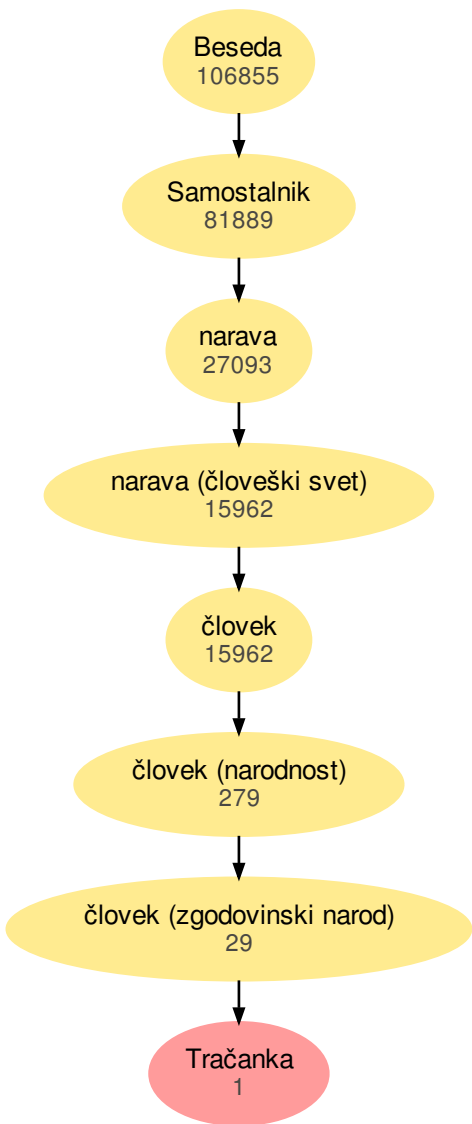 Beseda
106855
Samostalnik
81889
narava
27093
narava (človeški svet)
15962
človek
15962
človek (narodnost)
279
človek (zgodovinski narod)
29
Tračanka
1